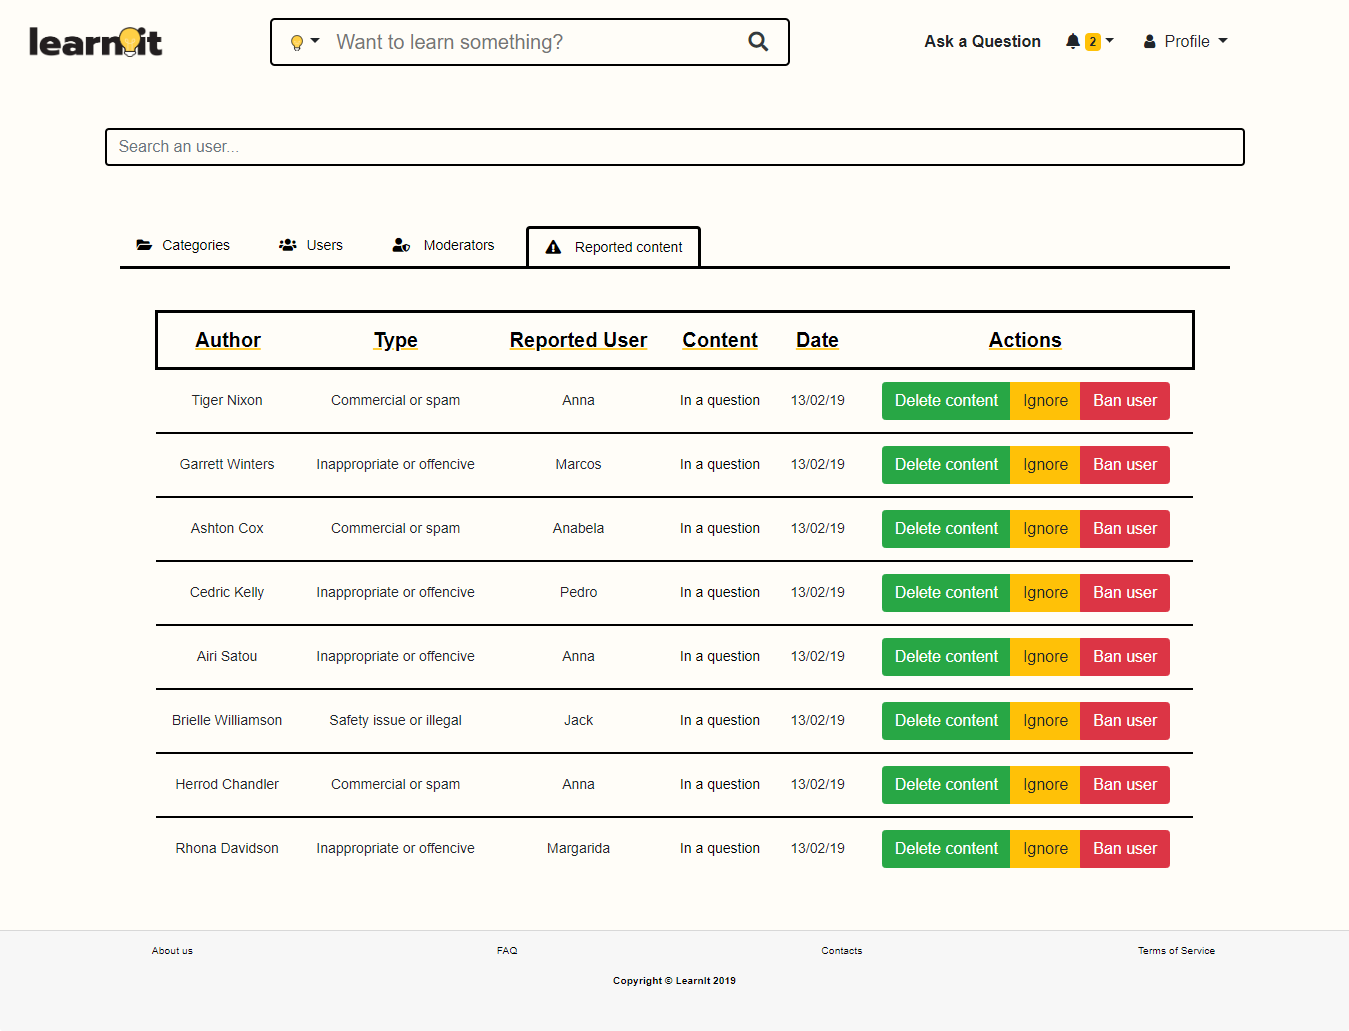 learnit Want to learn something? Ask a Question 2 Profile
Search an user...
Categories Users Moderators Reported content
Author Type Reported User Content Date Actions
Tiger Nixon Commercial or spam Anna In a question 13/02/19 Delete content Ignore Ban user
Garrett Winters Inappropriate or offencive Marcos In a question 13/02/19 Delete content Ignore Ban user
Ashton Cox Commercial or spam Anabela In a question 13/02/19 Delete content Ignore Ban user
Cedric Kelly Inappropriate or offencive Pedro In a question 13/02/19 Delete content Ignore Ban user
Airi Satou Inappropriate or offencive Anna In a question 13/02/19 Delete content Ignore Ban user
Brielle Williamson Safety issue or illegal Jack In a question 13/02/19 Delete content Ignore Ban user
Herrod Chandler Commercial or spam Anna In a question 13/02/19 Delete content Ignore Ban user
Rhona Davidson Inappropriate or offencive Margarida In a question 13/02/19 Delete content Ignore Ban user
About us FAQ Contacts Terms of Service
Copyright © LearnIt 2019